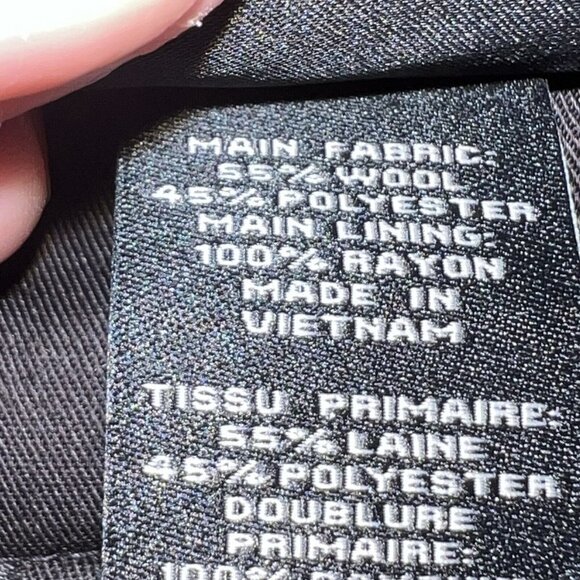 MAIN FABRIC:
55% WOOL
45% POLYESTER
MAIN LINING:
100% RAYON
MADE IN
VIETNAM
TISSU PRIMAIRE:
55% LAINE
45% POLYESTER
DOUBLURE
PRIMAIRE:
100%